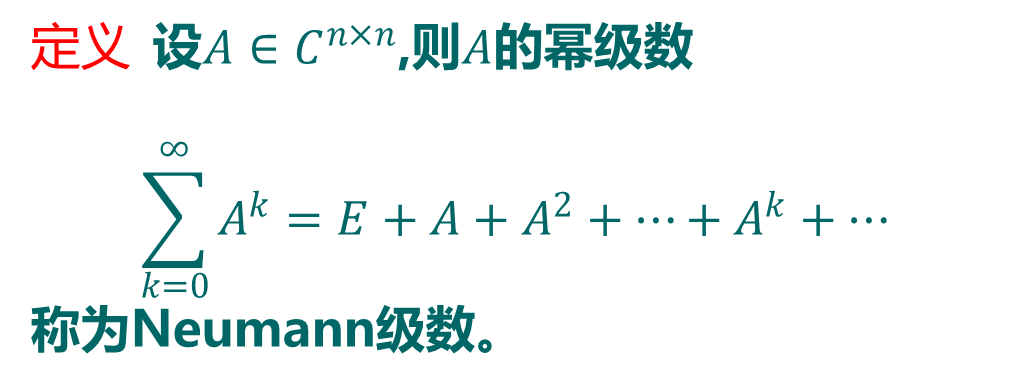 定义 设A ∈ C^{n×n},则A的幂级数
\sum_{k=0}^{∞} A^k = E + A + A^2 + ⋯ + A^k + ⋯
称为Neumann级数。